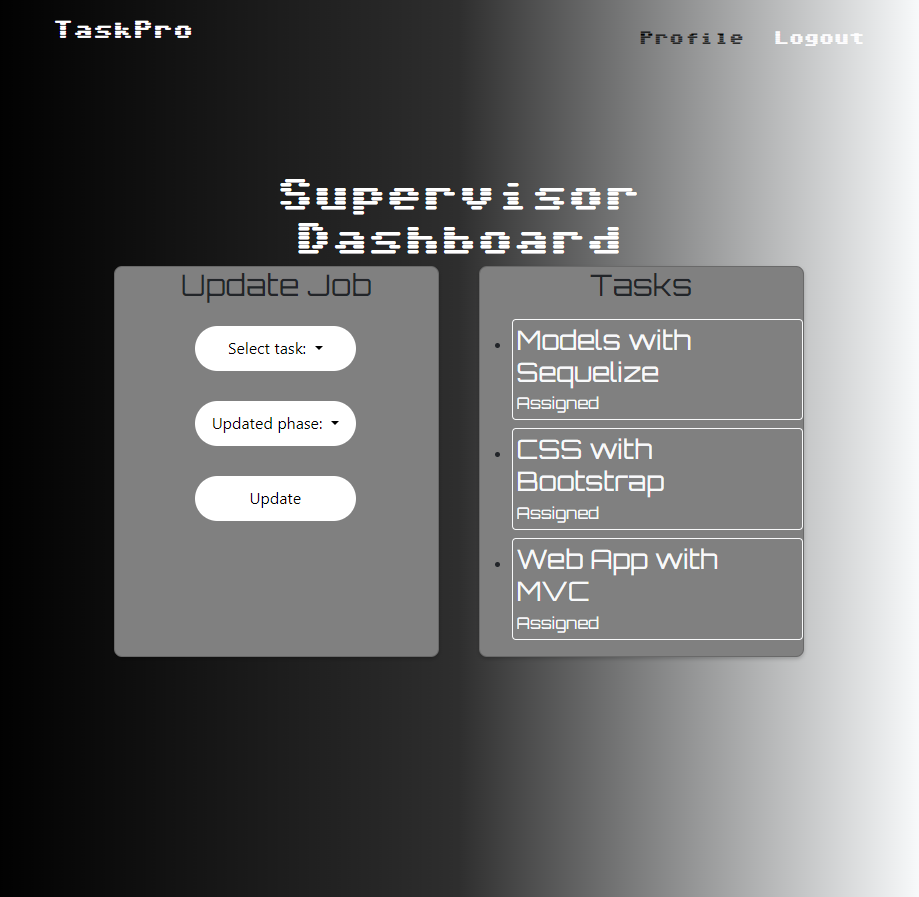 TaskPro
Profile Logout
Supervisor
Dashboard
Update Job
Select task:
Updated phase:
Update
Tasks
Models with
Sequelize
Assigned
CSS with
Bootstrap
Assigned
Web App with
MVC
Assigned